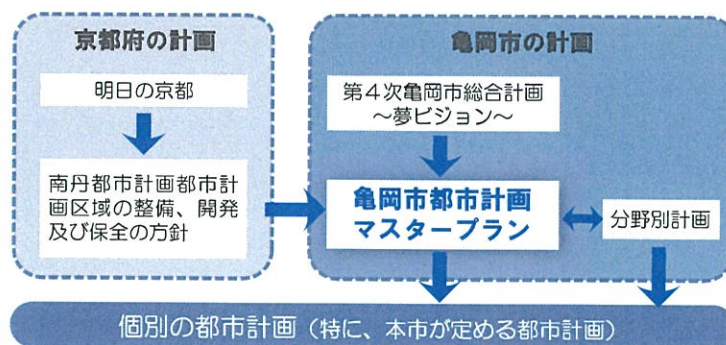 京都府の計画
明日の京都
南丹都市計画都市計
画区域の整備、開発
及び保全の方針
亀岡市の計画
第4次亀岡市総合計画
～夢ビジョン～
亀岡市都市計画
マスタープラン
分野別計画
個別の都市計画（特に、本市が定める都市計画）